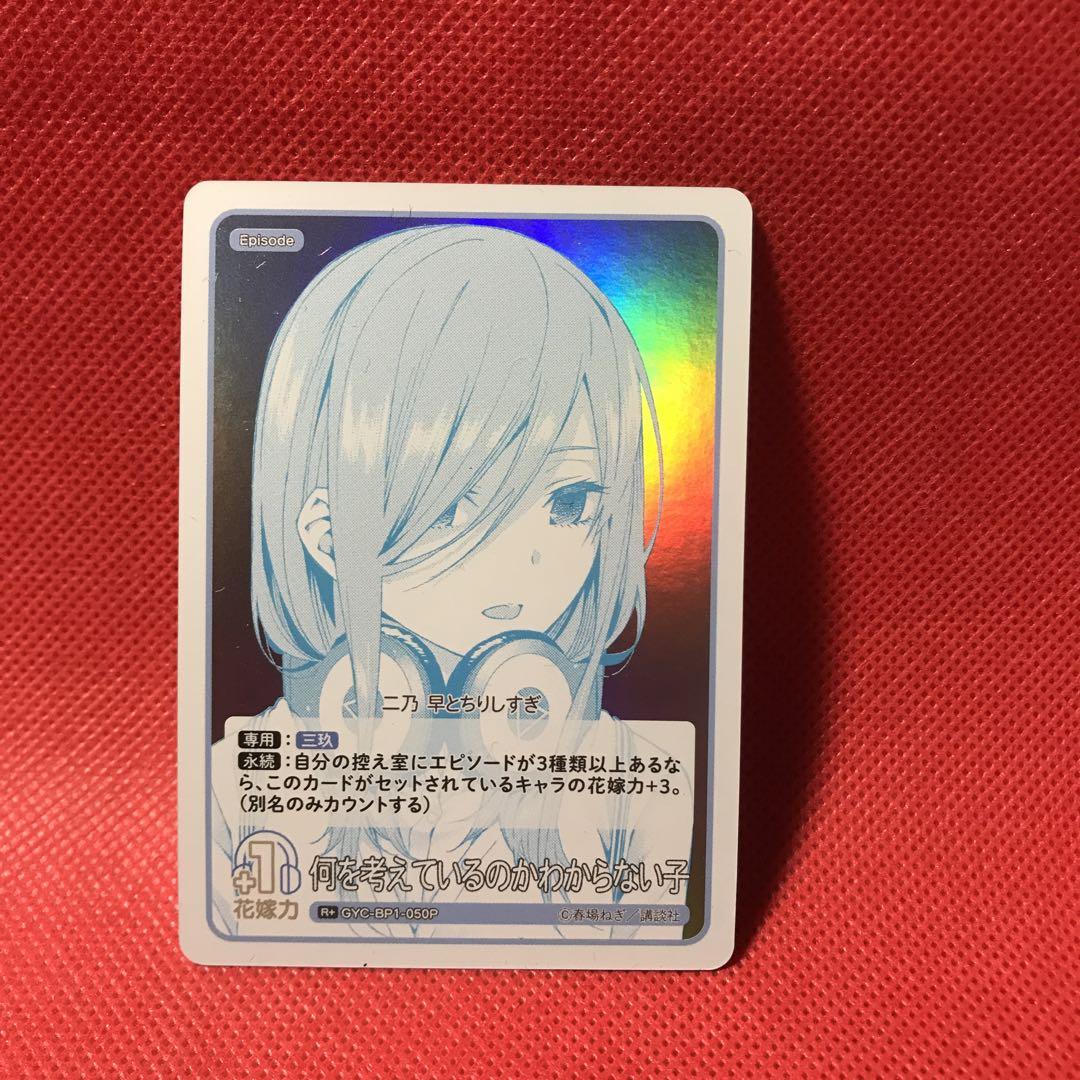 Episode
二乃 早とちりしすぎ
専用：三玖
永続：自分の控え室にエピソードが3種類以上あるな
ら、このカードがセットされているキャラの花嫁力+3。
（別名のみカウントする）
+1
花嫁力
何を考えているのかわからない子
R+ GYC-BP1-050P
©春場ねぎ／講談社